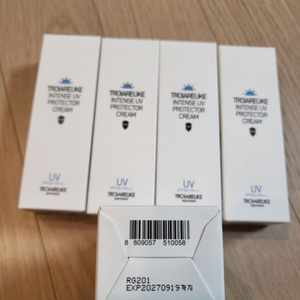 TROIAREUKE
INTENSE UV
PROTECTOR
CREAM
UV
TROIAREUKE
TROIAREUKE
INTENSE UV
PROTECTOR
CREAM
UV
TROIAREUKE
TROIAREUKE
INTENSE UV
PROTECTOR
CREAM
UV
TROIAREUKE
TROIAREUKE
INTENSE UV
PROTECTOR
CREAM
UV
TROIAREUKE
8 809057 510058
RG201
EXP20270919까지